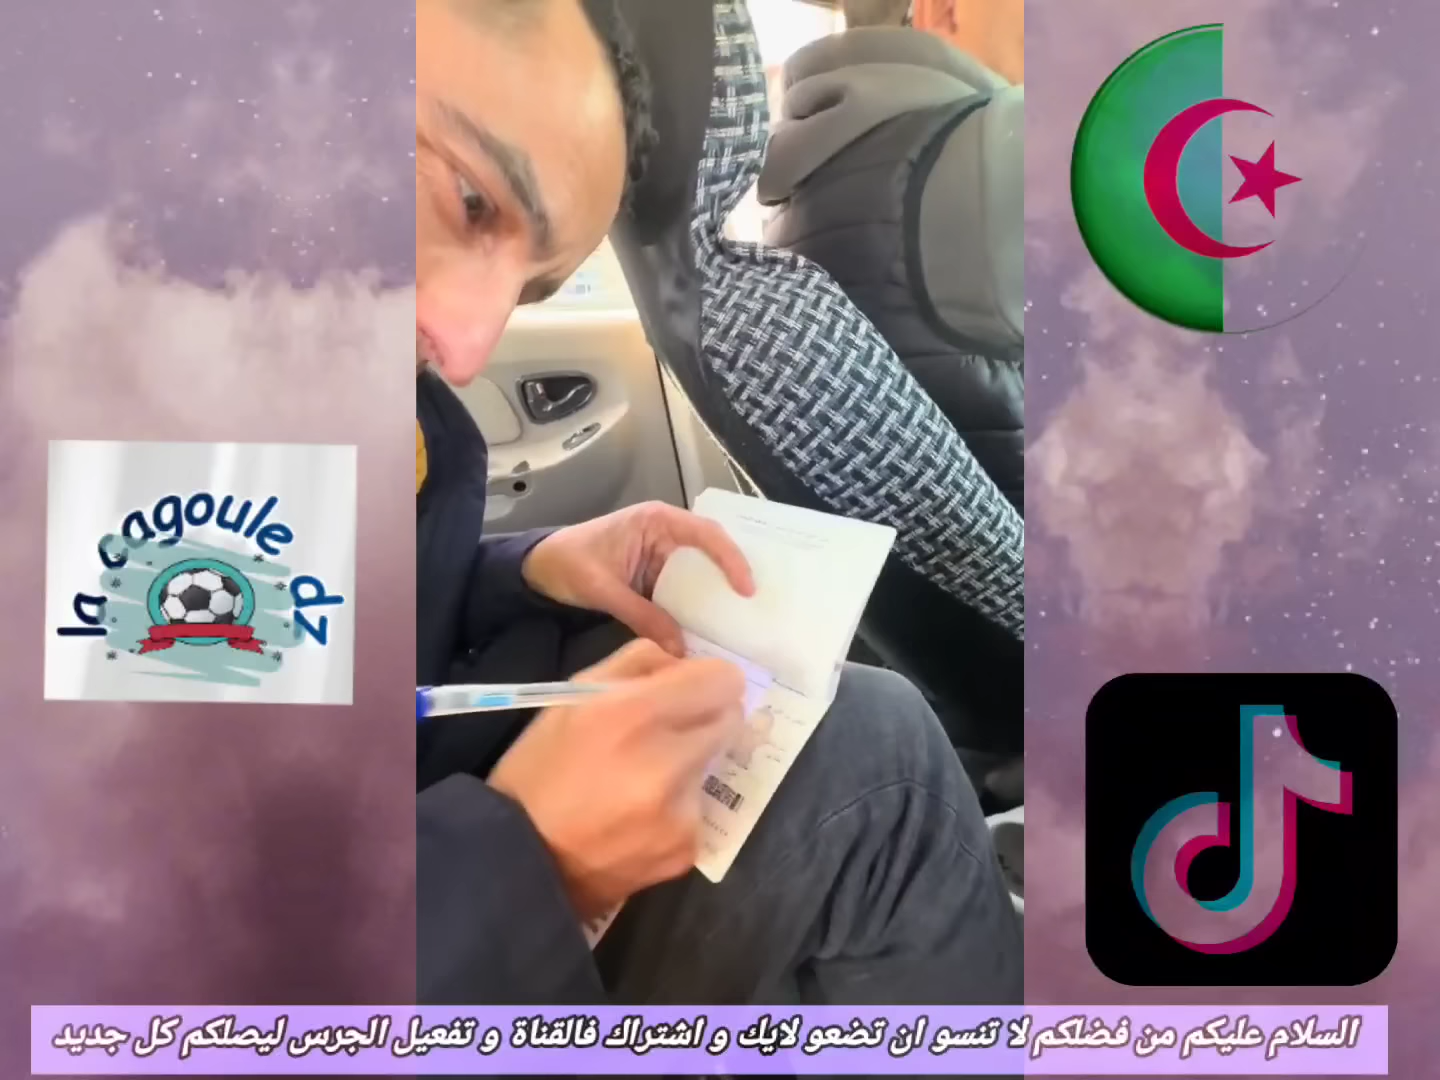 la cagoule dz
السلام عليكم من فضلكم لا تنسو ان تضعو لايك و اشتراك فالقناة و تفعيل الجرس ليصلكم كل جديد